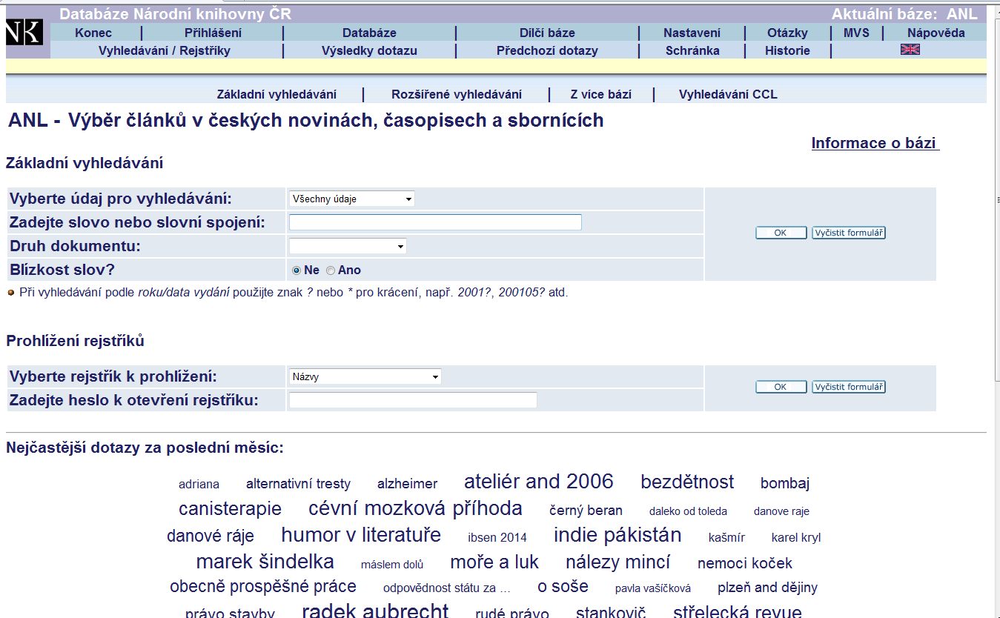 NK
Databáze Národní knihovny ČR Aktuální báze: ANL
Konec | Přihlášení | Databáze | Dílčí báze | Nastavení | Otázky | MVS | Nápověda
Vyhledávání / Rejstříky | Výsledky dotazu | Předchozí dotazy | Schránka | Historie |
Základní vyhledávání | Rozšířené vyhledávání | Z více bází | Vyhledávání CCL
ANL - Výběr článků v českých novinách, časopisech a sbornících
Informace o bázi
Základní vyhledávání
Vyberte údaj pro vyhledávání: Všechny údaje
Zadejte slovo nebo slovní spojení:
OK Vyčistit formulář
Druh dokumentu:
Blízkost slov? Ne Ano
Při vyhledávání podle roku/data vydání použijte znak ? nebo * pro krácení, např. 2001?, 200105? atd.
Prohlížení rejstříků
Vyberte rejstřík k prohlížení: Názvy
OK Vyčistit formulář
Zadejte heslo k otevření rejstříku:
Nejčastější dotazy za poslední měsíc:
adriana alternativní tresty alzheimer ateliér and 2006 bezdětnost bombaj
canisterapie cévní mozková příhoda černý beran daleko od toleda danove raje
danové ráje humor v literatuře ibsen 2014 indie pákistán kašmír karel kryl
marek šindelka máslem dolů moře a luk nálezy mincí nemoci koček
obecně prospěšné práce odpovědnost státu za ... o soše pavla vašíčková plzeň and dějiny
právo stavby radek aubrecht rudé právo stankovič střelecká revue